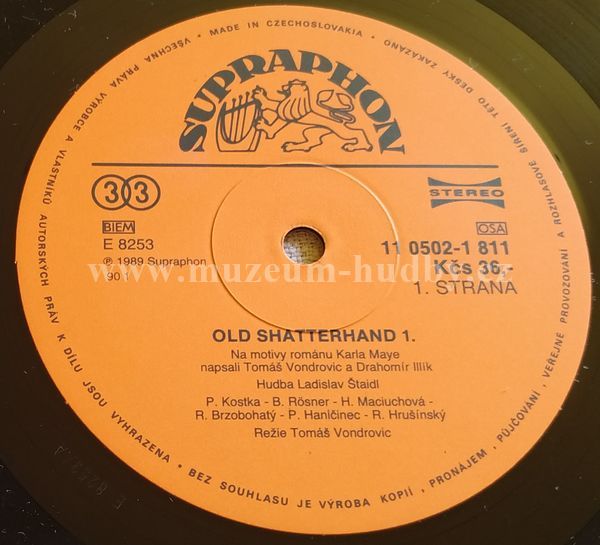 VŠECHNA PRÁVA VÝROBCE A VLASTNÍKŮ AUTORSKÝCH PRÁV K DÍLU JSOU VYHRAZENA • BEZ SOUHLASU JE VÝROBA KOPIÍ, PRONÁJEM, PŮJČOVÁNÍ, VEŘEJNÉ PROVOZOVÁNÍ A ROZHLASOVÉ ŠÍŘENÍ TÉTO DESKY ZAKÁZÁNO • MADE IN CZECHOSLOVAKIA •
SUPRAPHON
33
STEREO
BIEM
OSA
E 8253
11 0502-1 811
℗ 1989 Supraphon
Kčs 36,-
90 1
1. STRANA
www.muzeum-hudby.cz
OLD SHATTERHAND 1.
Na motivy románu Karla Maye
napsali Tomáš Vondrovic a Drahomír Illík
Hudba Ladislav Štaidl
P. Kostka - B. Rösner - H. Maciuchová -
R. Brzobohatý - P. Haničinec - R. Hrušínský
Režie Tomáš Vondrovic